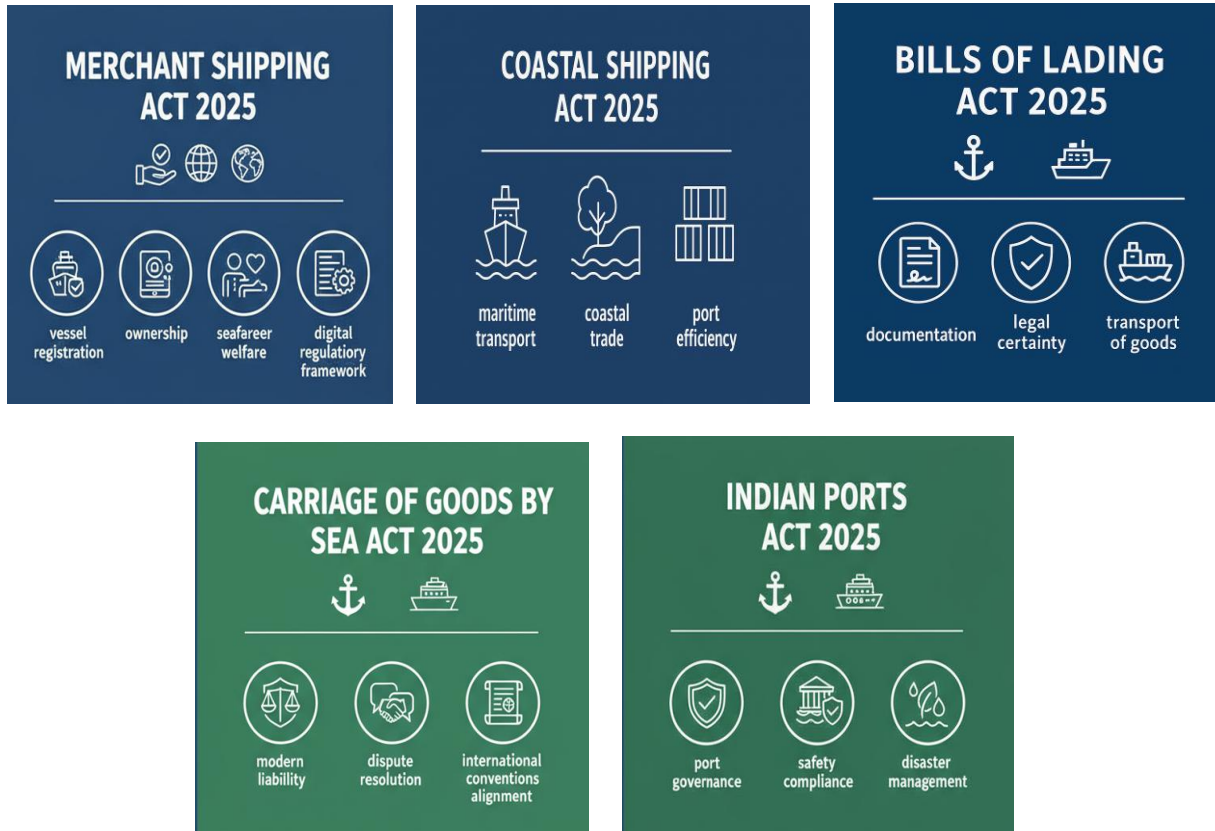 MERCHANT SHIPPING
ACT 2025
vessel
registration
ownership
seafareer
welfare
digital
regulatiory
framework
COASTAL SHIPPING
ACT 2025
maritime
transport
coastal
trade
port
efficiency
BILLS OF LADING
ACT 2025
documentation
legal
certainty
transport
of goods
CARRIAGE OF GOODS BY
SEA ACT 2025
modern
liability
dispute
resolution
international
conventions
alignment
INDIAN PORTS
ACT 2025
port
governance
safety
compliance
disaster
management